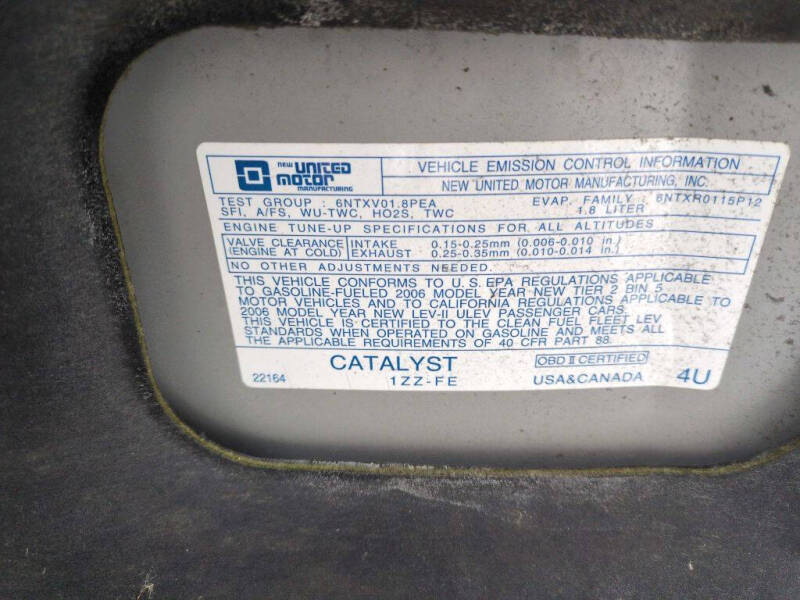 NEW UNITED MOTOR MANUFACTURING
VEHICLE EMISSION CONTROL INFORMATION
NEW UNITED MOTOR MANUFACTURING, INC.
TEST GROUP : 6NTXV01.8PEA EVAP. FAMILY : 6NTXR0115P12
SFI, A/FS, WU-TWC, HO2S, TWC 1.8 LITER
ENGINE TUNE-UP SPECIFICATIONS FOR ALL ALTITUDES
VALVE CLEARANCE INTAKE 0.15-0.25mm (0.006-0.010 in.)
(ENGINE AT COLD) EXHAUST 0.25-0.35mm (0.010-0.014 in.)
NO OTHER ADJUSTMENTS NEEDED.
THIS VEHICLE CONFORMS TO U.S.EPA REGULATIONS APPLICABLE
TO GASOLINE-FUELED 2006 MODEL YEAR NEW TIER 2 BIN 5
MOTOR VEHICLES AND TO CALIFORNIA REGULATIONS APPLICABLE TO
2006 MODEL YEAR NEW LEV-II ULEV PASSENGER CARS.
THIS VEHICLE IS CERTIFIED TO THE CLEAN FUEL FLEET LEV
STANDARDS WHEN OPERATED ON GASOLINE AND MEETS ALL
THE APPLICABLE REQUIREMENTS OF 40 CFR PART 88.
CATALYST OBD II CERTIFIED
22164 1ZZ-FE USA&CANADA 4U